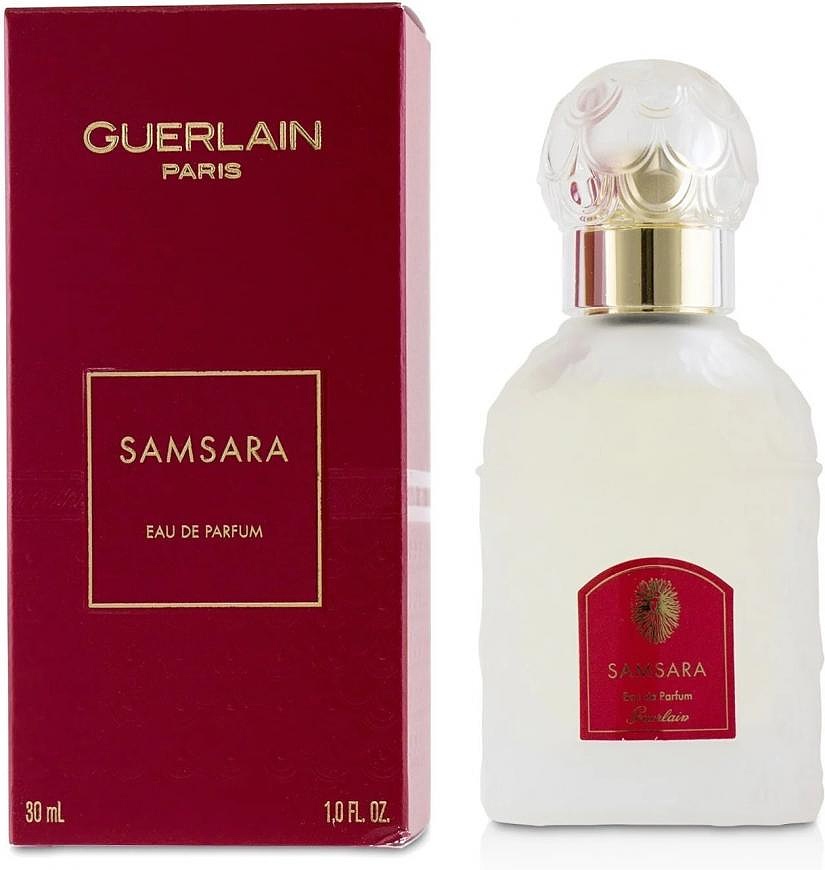 GUERLAIN
PARIS
SAMSARA
EAU DE PARFUM
30 mL
1,0 FL. OZ.
SAMSARA
Eau de Parfum
Guerlain